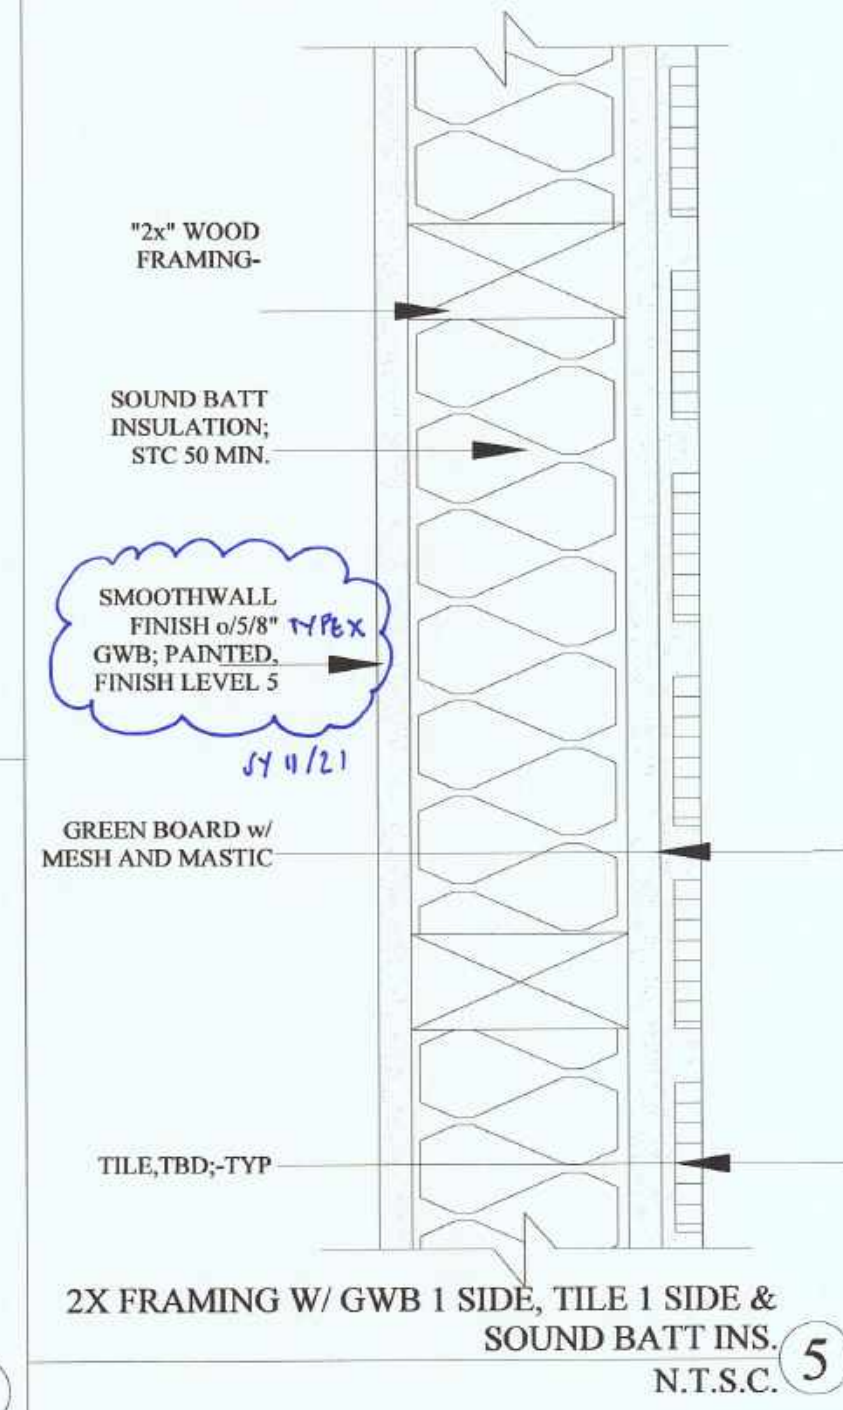 "2x" WOOD
FRAMING-
SOUND BATT
INSULATION;
STC 50 MIN.
SMOOTHWALL
FINISH o/5/8" TYPE X
GWB; PAINTED,
FINISH LEVEL 5
JY 11/21
GREEN BOARD w/
MESH AND MASTIC
TILE,TBD;-TYP
2X FRAMING W/ GWB 1 SIDE, TILE 1 SIDE &
SOUND BATT INS.
N.T.S.C.
5